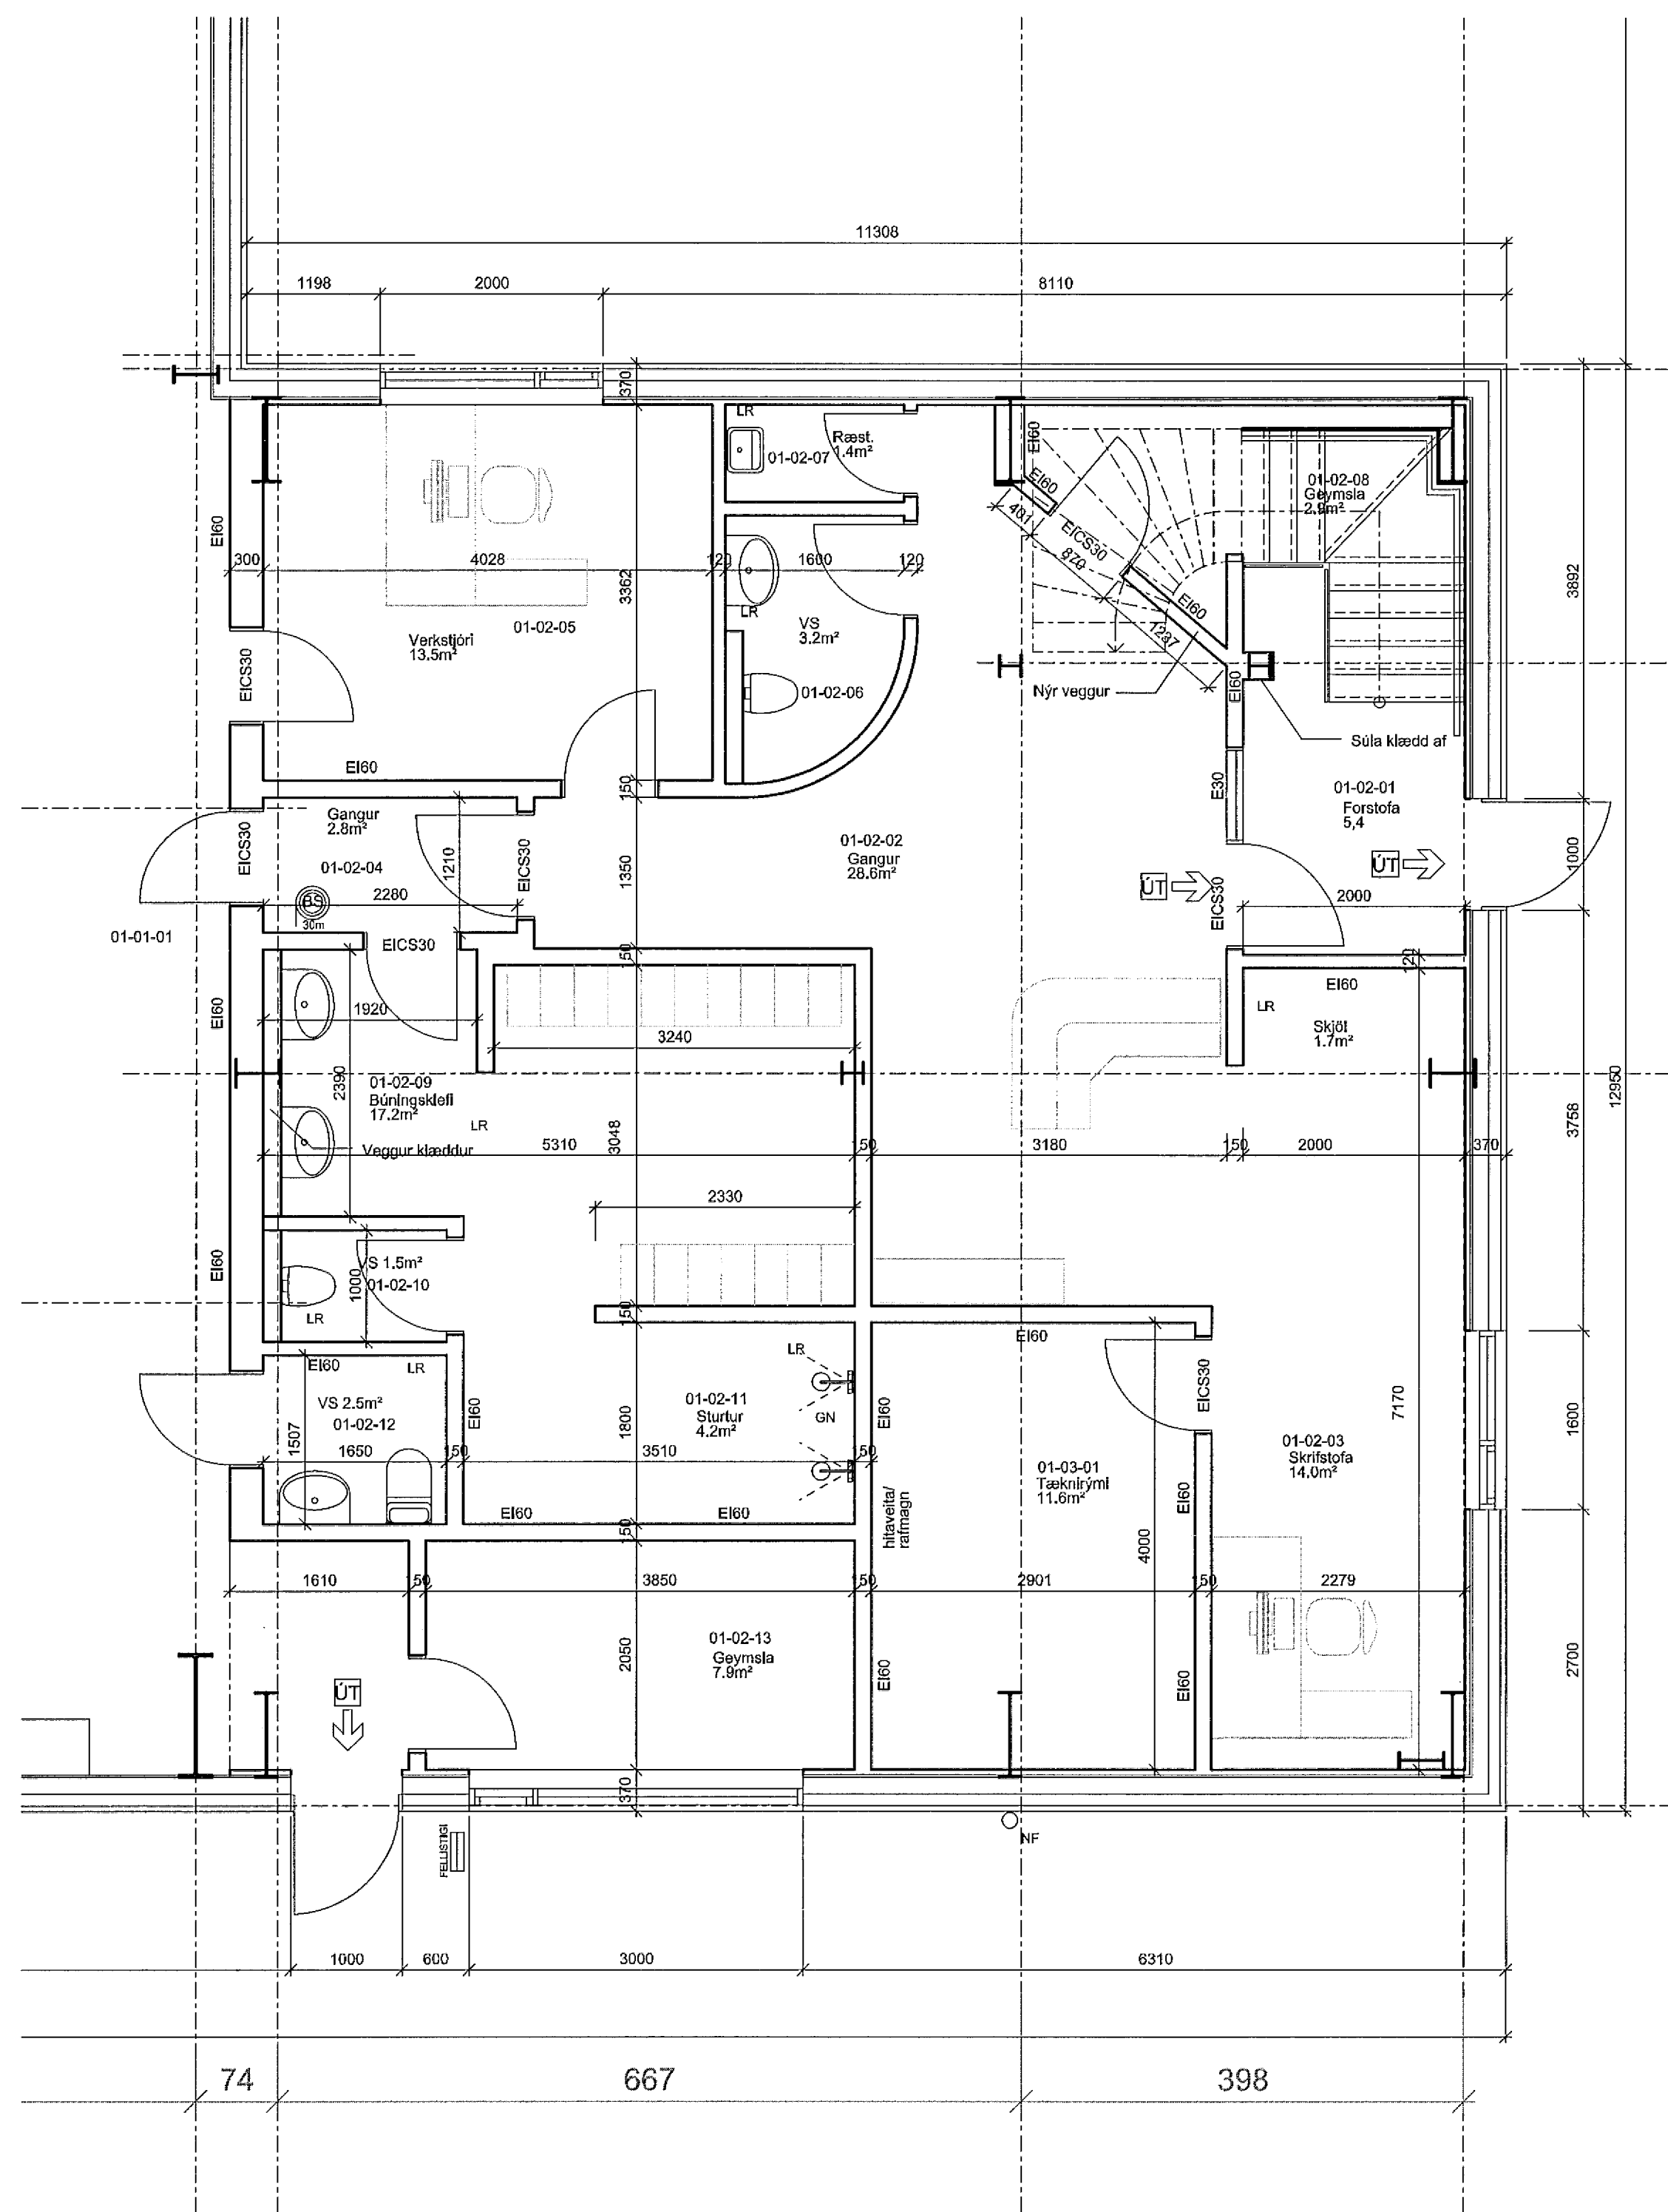 11308
1198
2000
8110
370
LR
Ræst.
1.4m²
01-02-07
EI60
EI60
401
EICS30
870
EI60
1237
01-02-08
Geymsla
2.9m²
EI60
300
4028
120
1600
120
3362
3892
LR
VS
3.2m²
01-02-06
Verkstjóri
13.5m²
01-02-05
EICS30
Nýr veggur
EI60
Súla klædd af
EI60
150
E30
01-02-01
Forstofa
5,4
Gangur
2.8m²
01-02-04
EICS30
1210
EICS30
1350
01-02-02
Gangur
28.6m²
ÚT
ÚT
1000
EICS30
2000
2280
BS
30m
01-01-01
EICS30
150
120
EI60
EI60
LR
Skjöl
1.7m²
1920
3240
2390
01-02-09
Búningsklefi
17.2m²
LR
Veggur klæddur
5310
3048
150
3180
150
2000
370
3758
12950
2330
EI60
VS 1.5m²
01-02-10
1000
LR
150
EI60
EI60
LR
LR
VS 2.5m²
01-02-12
1507
EI60
1650
150
01-02-11
Sturtur
4.2m²
GN
1800
3510
150
EI60
EICS30
7170
1600
01-02-03
Skrifstofa
14.0m²
01-03-01
Tæknirými
11.6m²
EI60
hitaveita/
rafmagn
EI60
EI60
150
4000
1610
150
3850
150
2901
150
2279
2050
01-02-13
Geymsla
7.9m²
EI60
EI60
2700
ÚT
370
FELLISTIGI
NF
1000
600
3000
6310
74
667
398